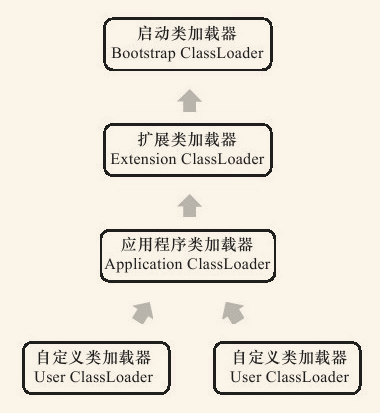 启动类加载器
Bootstrap ClassLoader
扩展类加载器
Extension ClassLoader
应用程序类加载器
Application ClassLoader
自定义类加载器
User ClassLoader
自定义类加载器
User ClassLoader